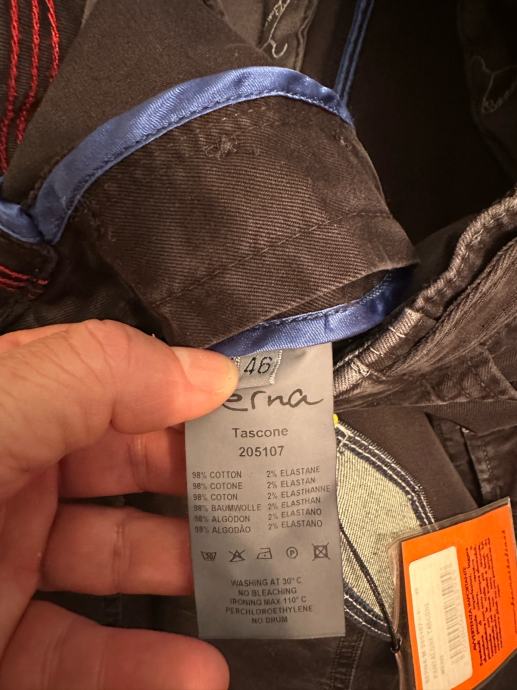 46
erna
Tascone
205107
98% COTTON 2% ELASTANE
98% COTONE 2% ELASTAN
98% COTON 2% ELASTHANNE
98% BAUMWOLLE 2% ELASTHAN
98% ALGODON 2% ELASTANO
98% ALGODÃO 2% ELASTANO
P
WASHING AT 30° C
NO BLEACHING
IRONING MAX 110° C
PERCHLOROETHYLENE
NO DRUM